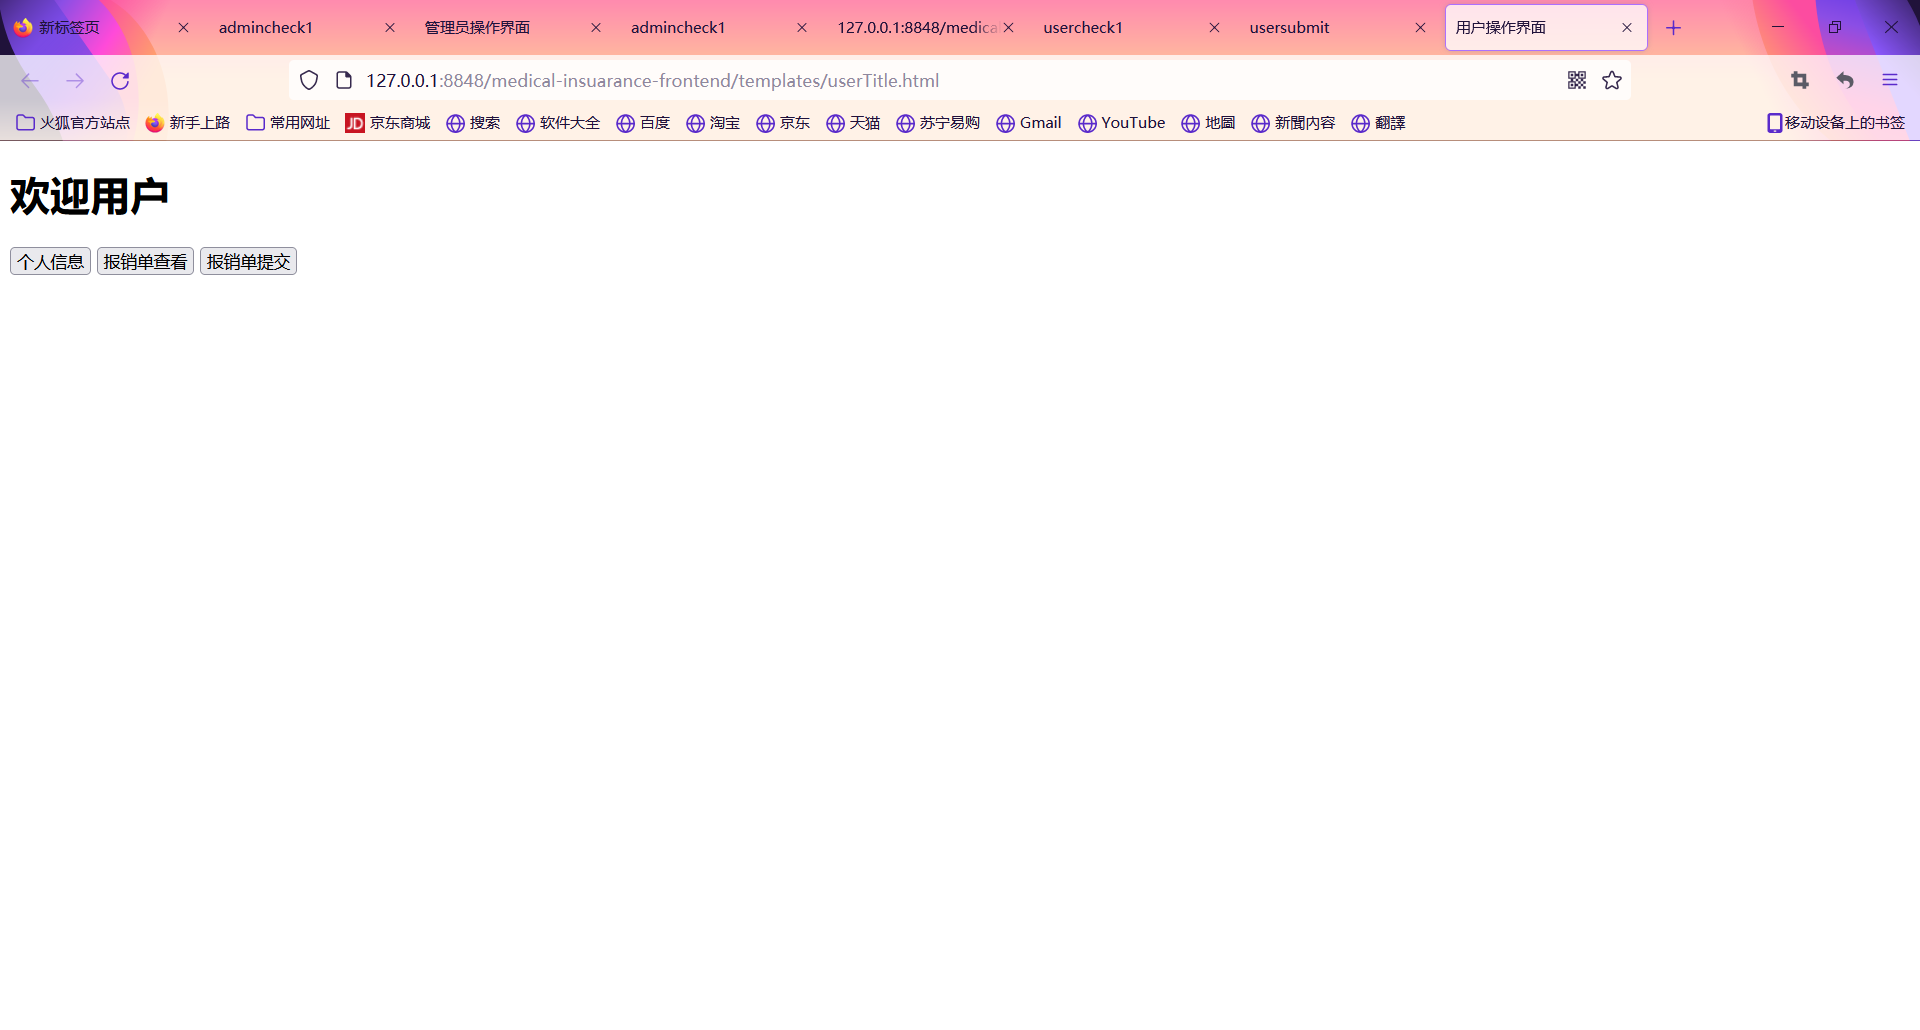 新标签页 admincheck1 管理员操作界面 admincheck1 127.0.0.1:8848/medica usercheck1 usersubmit 用户操作界面
127.0.0.1:8848/medical-insuarance-frontend/templates/userTitle.html
火狐官方站点 新手上路 常用网址 JD 京东商城 搜索 软件大全 百度 淘宝 京东 天猫 苏宁易购 Gmail YouTube 地圖 新聞內容 翻譯 移动设备上的书签
欢迎用户
个人信息 报销单查看 报销单提交